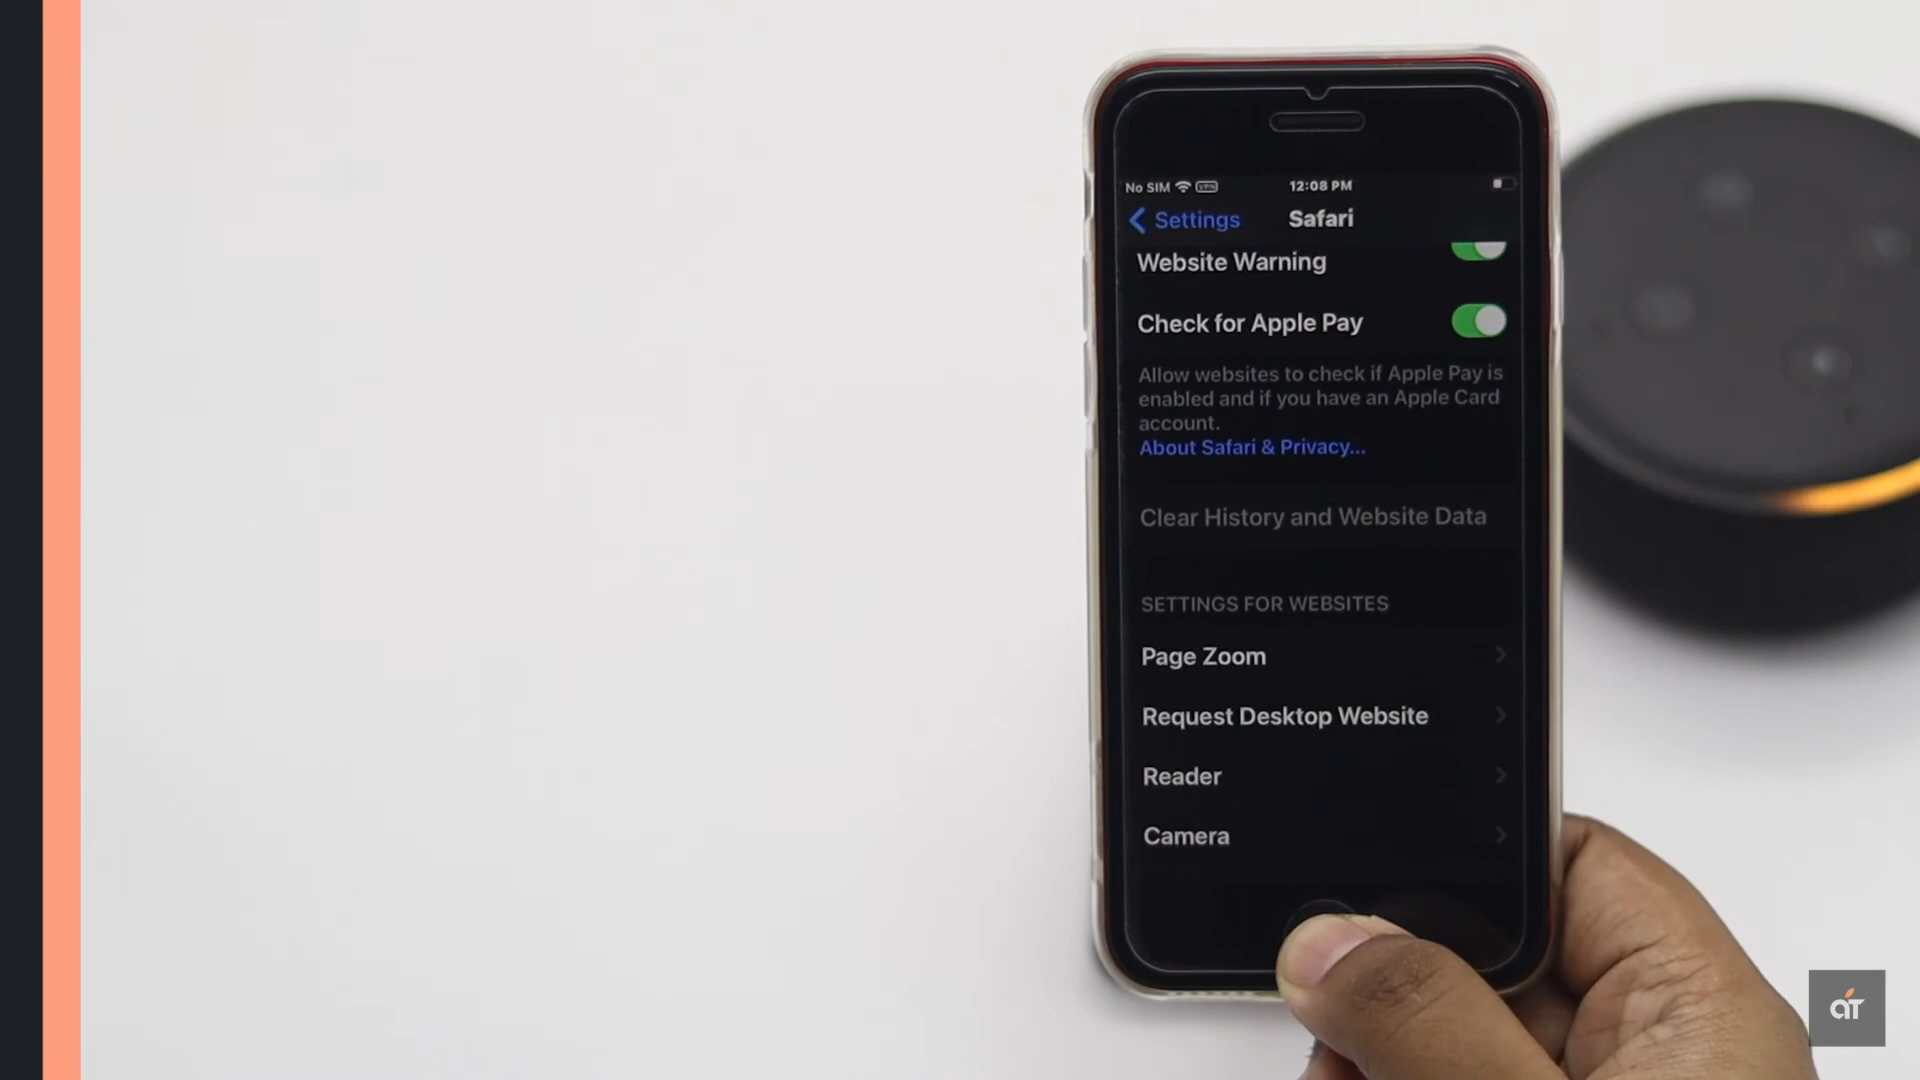 No SIM VPN 12:08 PM
Settings Safari
Website Warning
Check for Apple Pay
Allow websites to check if Apple Pay is
enabled and if you have an Apple Card
account.
About Safari & Privacy...
Clear History and Website Data
SETTINGS FOR WEBSITES
Page Zoom
Request Desktop Website
Reader
Camera
aT